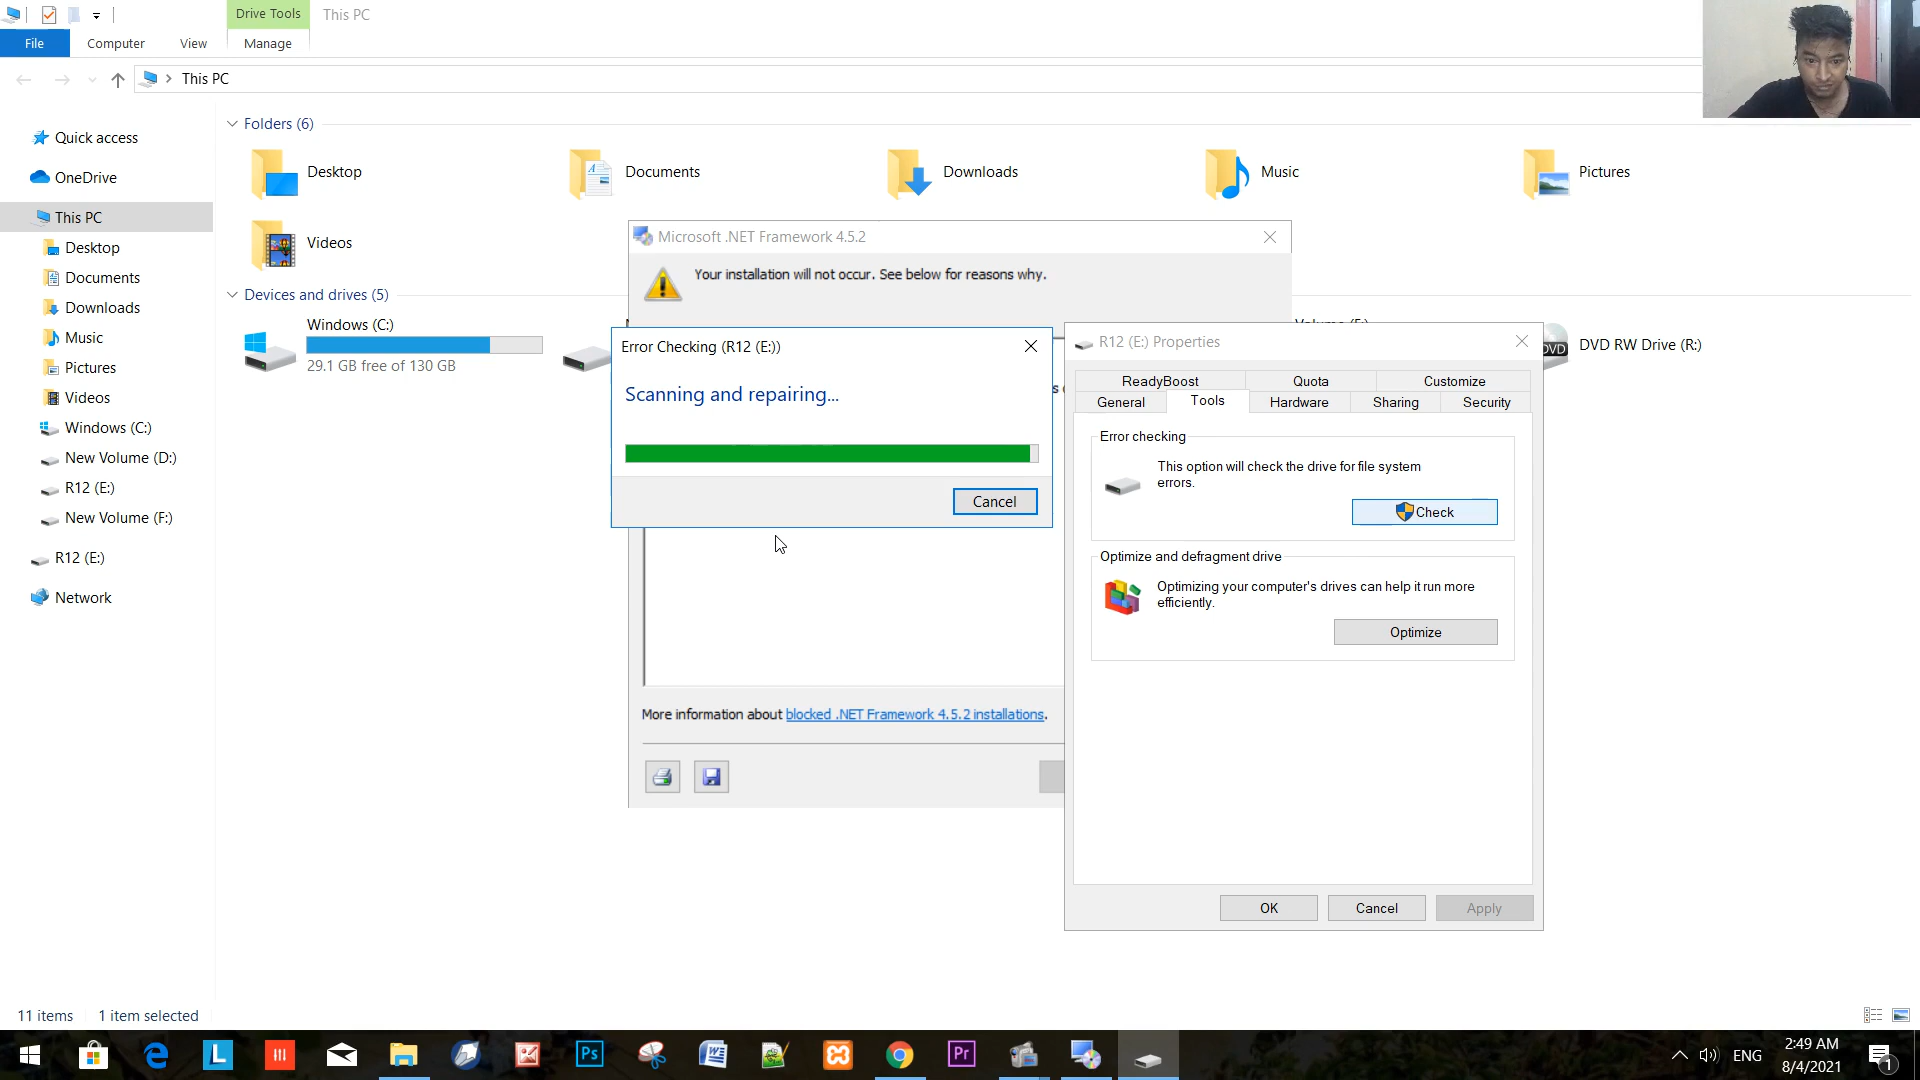 Drive Tools
This PC
File
Computer
View
Manage
This PC
Quick access
OneDrive
This PC
Desktop
Documents
Downloads
Music
Pictures
Videos
Windows (C:)
New Volume (D:)
R12 (E:)
New Volume (F:)
R12 (E:)
Network
Folders (6)
Desktop
Documents
Downloads
Music
Pictures
Videos
Devices and drives (5)
Windows (C:)
29.1 GB free of 130 GB
DVD RW Drive (R:)
DVD
Microsoft .NET Framework 4.5.2
Your installation will not occur. See below for reasons why.
More information about blocked .NET Framework 4.5.2 installations.
Error Checking (R12 (E:))
Scanning and repairing...
Cancel
R12 (E:) Properties
ReadyBoost
Quota
Customize
General
Tools
Hardware
Sharing
Security
Error checking
This option will check the drive for file system
errors.
Check
Optimize and defragment drive
Optimizing your computer's drives can help it run more
efficiently.
Optimize
OK
Cancel
Apply
11 items
1 item selected
L
Ps
Pr
ENG
2:49 AM
8/4/2021
1